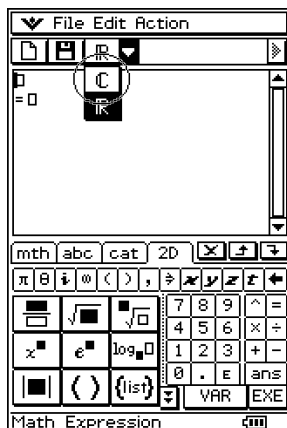 File Edit Action
ℝ
ℂ
ℝ
=
mth abc cat 2D
π θ i ∞ ( ) , ⇒ x y z t ←
7 8 9 ^ =
4 5 6 × ÷
1 2 3 + -
0 . E ans
VAR EXE
√■ ■√□
x■ e■ log■□
|■| ( ) {list}
Math Expression